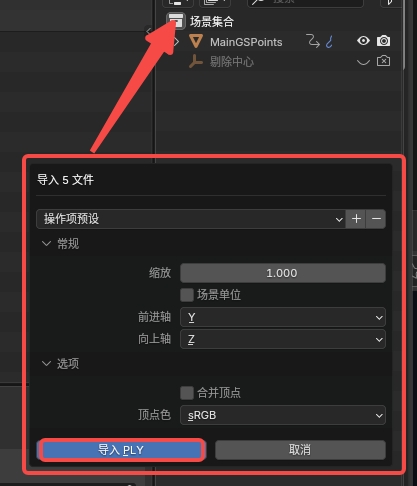 搜索
场景集合
MainGSPoints
剔除中心
导入 5 文件
操作项预设
常规
缩放 1.000
场景单位
前进轴 Y
向上轴 Z
选项
合并顶点
顶点色 sRGB
导入 PLY 取消